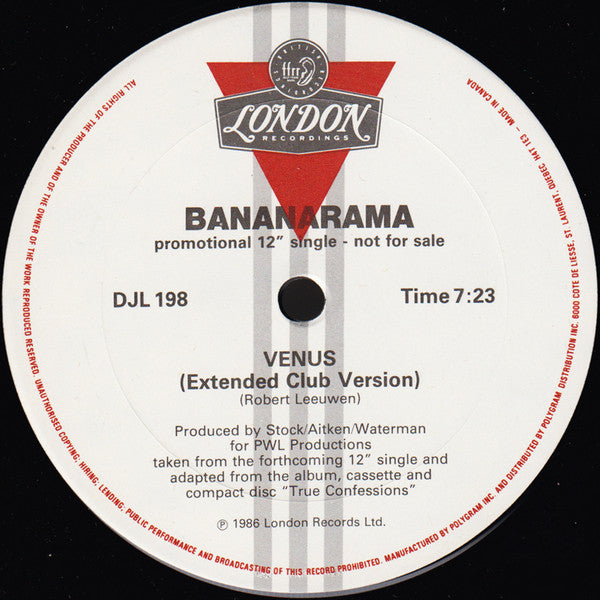 BRITISH
ffrr
RECORDINGS
LONDON
RECORDINGS
BANANARAMA
promotional 12" single - not for sale
DJL 198
Time 7:23
VENUS
(Extended Club Version)
(Robert Leeuwen)
Produced by Stock/Aitken/Waterman
for PWL Productions
taken from the forthcoming 12" single and
adapted from the album, cassette and
compact disc "True Confessions"
℗ 1986 London Records Ltd.
ALL RIGHTS OF THE PRODUCER AND OF THE OWNER OF THE WORK REPRODUCED RESERVED. UNAUTHORISED COPYING, HIRING, LENDING, PUBLIC PERFORMANCE AND BROADCASTING OF THIS RECORD PROHIBITED. MANUFACTURED BY POLYGRAM INC. AND DISTRIBUTED BY POLYGRAM DISTRIBUTION INC. 6000 COTE DE LIESSE, ST. LAURENT, QUEBEC H4T 1E3 – MADE IN CANADA